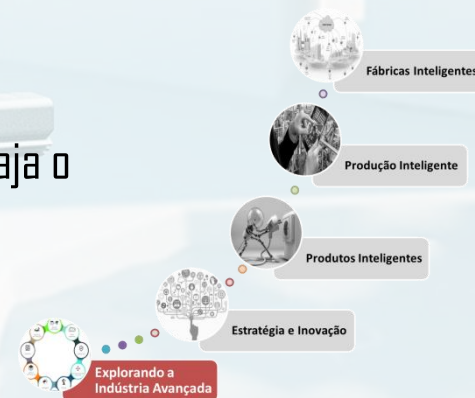 Fábricas Inteligentes
aja o
Produção Inteligente
Produtos Inteligentes
Estratégia e Inovação
Explorando a
Indústria Avançada